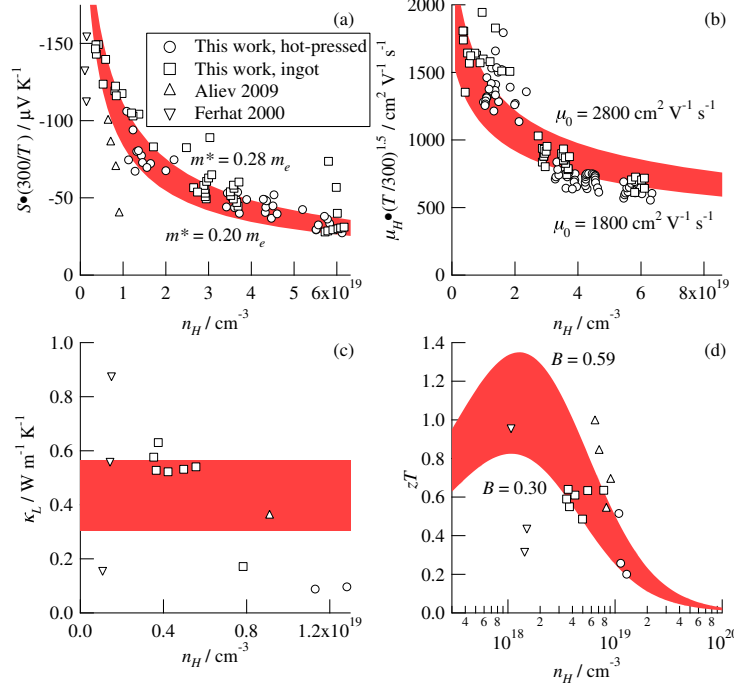 (a)
-150
-100
-50
0
S•(300/T) / µV K⁻¹
This work, hot-pressed
This work, ingot
Aliev 2009
Ferhat 2000
m* = 0.28 mₑ
m* = 0.20 mₑ
0 1 2 3 4 5 6x10¹⁹
n_H / cm⁻³
(b)
2000
1500
1000
500
0
µ_H•(T/300)¹·⁵ / cm² V⁻¹ s⁻¹
µ₀ = 2800 cm² V⁻¹ s⁻¹
µ₀ = 1800 cm² V⁻¹ s⁻¹
0 2 4 6 8x10¹⁹
n_H / cm⁻³
(c)
1.0
0.8
0.6
0.4
0.2
0.0
κ_L / W m⁻¹ K⁻¹
0.0 0.4 0.8 1.2x10¹⁹
n_H / cm⁻³
(d)
1.4
1.2
1.0
0.8
0.6
0.4
0.2
0.0
zT
B = 0.59
B = 0.30
4 6 8 2 4 6 8 2 4 6 8
10¹⁸ 10¹⁹ 10²⁰
n_H / cm⁻³